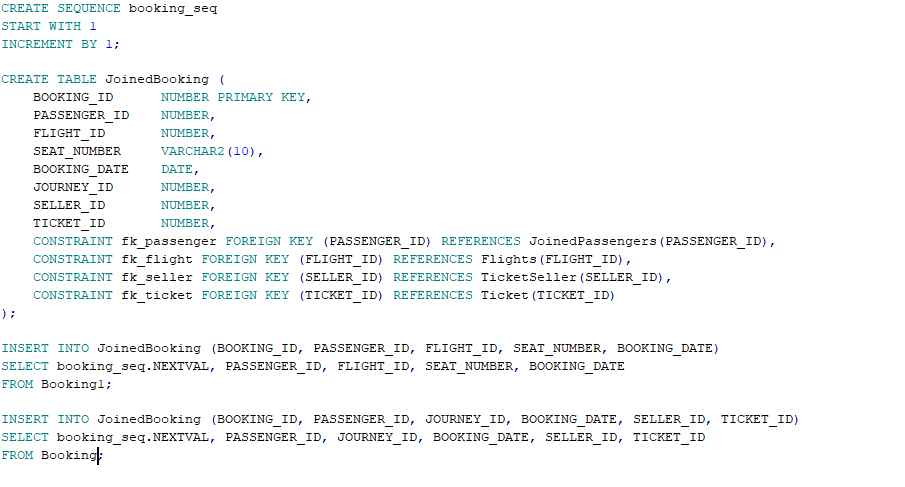 CREATE SEQUENCE booking_seq
START WITH 1
INCREMENT BY 1;
CREATE TABLE JoinedBooking (
    BOOKING_ID      NUMBER PRIMARY KEY,
    PASSENGER_ID    NUMBER,
    FLIGHT_ID       NUMBER,
    SEAT_NUMBER     VARCHAR2(10),
    BOOKING_DATE    DATE,
    JOURNEY_ID      NUMBER,
    SELLER_ID       NUMBER,
    TICKET_ID       NUMBER,
    CONSTRAINT fk_passenger FOREIGN KEY (PASSENGER_ID) REFERENCES JoinedPassengers(PASSENGER_ID),
    CONSTRAINT fk_flight FOREIGN KEY (FLIGHT_ID) REFERENCES Flights(FLIGHT_ID),
    CONSTRAINT fk_seller FOREIGN KEY (SELLER_ID) REFERENCES TicketSeller(SELLER_ID),
    CONSTRAINT fk_ticket FOREIGN KEY (TICKET_ID) REFERENCES Ticket(TICKET_ID)
);
INSERT INTO JoinedBooking (BOOKING_ID, PASSENGER_ID, FLIGHT_ID, SEAT_NUMBER, BOOKING_DATE)
SELECT booking_seq.NEXTVAL, PASSENGER_ID, FLIGHT_ID, SEAT_NUMBER, BOOKING_DATE
FROM Booking1;
INSERT INTO JoinedBooking (BOOKING_ID, PASSENGER_ID, JOURNEY_ID, BOOKING_DATE, SELLER_ID, TICKET_ID)
SELECT booking_seq.NEXTVAL, PASSENGER_ID, JOURNEY_ID, BOOKING_DATE, SELLER_ID, TICKET_ID
FROM Booking;